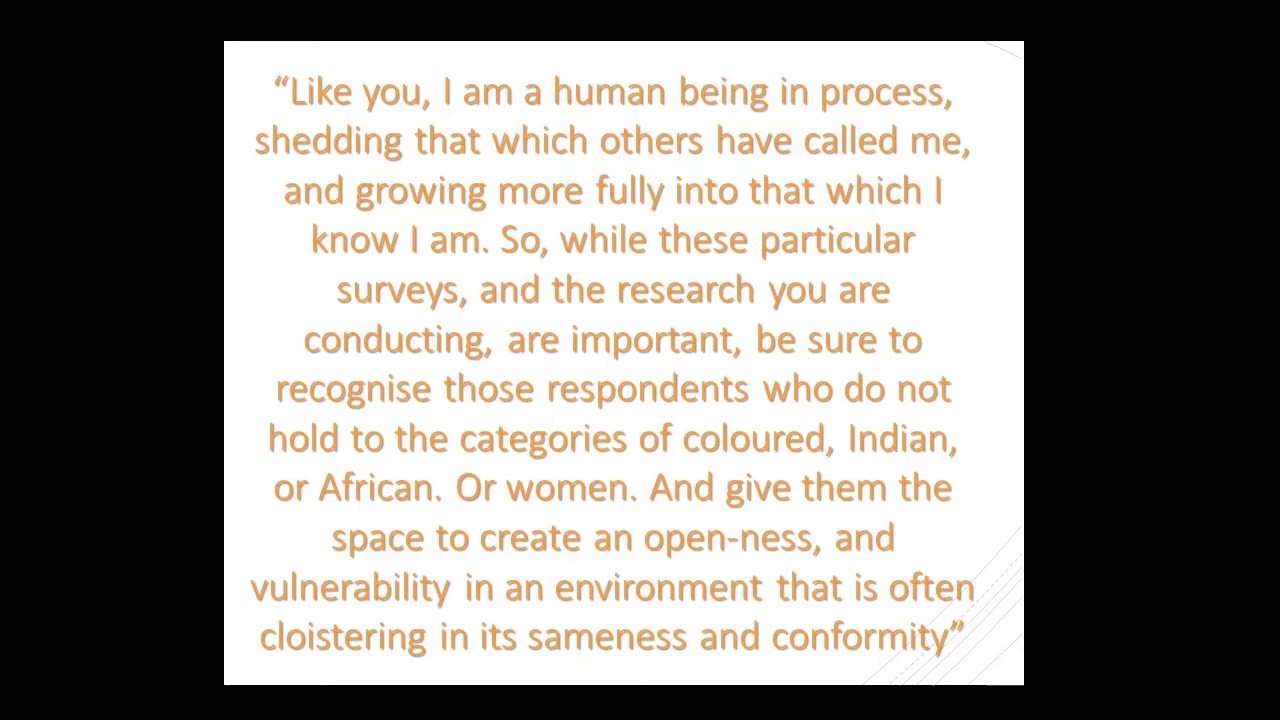 “Like you, I am a human being in process,
shedding that which others have called me,
and growing more fully into that which I
know I am. So, while these particular
surveys, and the research you are
conducting, are important, be sure to
recognise those respondents who do not
hold to the categories of coloured, Indian,
or African. Or women. And give them the
space to create an open-ness, and
vulnerability in an environment that is often
cloistering in its sameness and conformity”